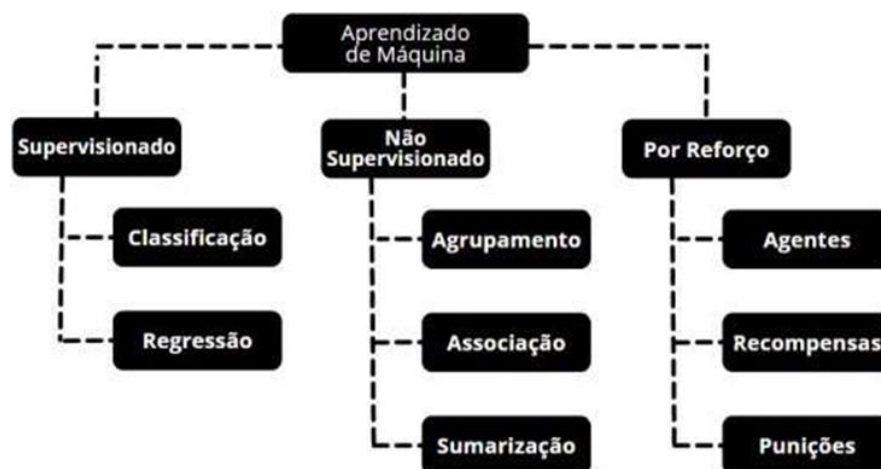 Aprendizado
de Máquina
Supervisionado
Não
Supervisionado
Por Reforço
Classificação
Agrupamento
Agentes
Regressão
Associação
Recompensas
Sumarização
Punições